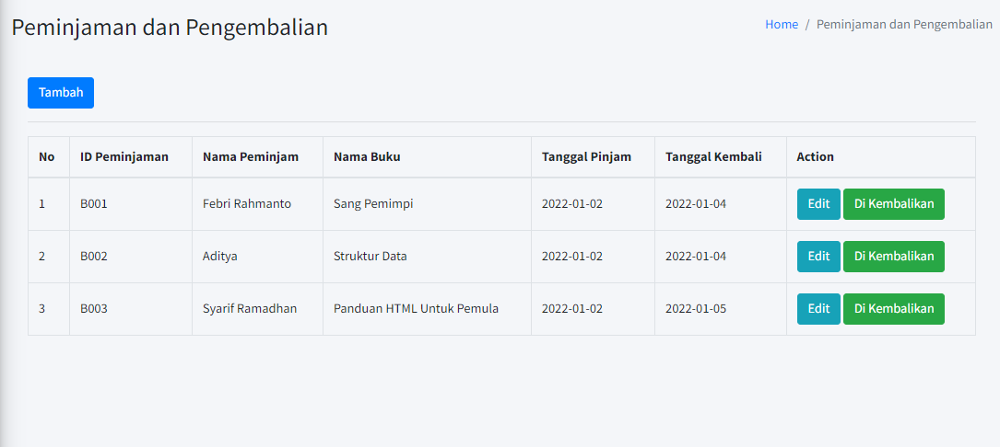 Peminjaman dan Pengembalian
Home / Peminjaman dan Pengembalian
Tambah
No ID Peminjaman Nama Peminjam Nama Buku Tanggal Pinjam Tanggal Kembali Action
1 B001 Febri Rahmanto Sang Pemimpi 2022-01-02 2022-01-04 Edit Di Kembalikan
2 B002 Aditya Struktur Data 2022-01-02 2022-01-04 Edit Di Kembalikan
3 B003 Syarif Ramadhan Panduan HTML Untuk Pemula 2022-01-02 2022-01-05 Edit Di Kembalikan